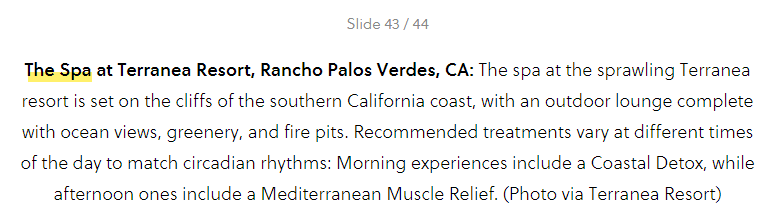 Slide 43 / 44
The Spa at Terranea Resort, Rancho Palos Verdes, CA: The spa at the sprawling Terranea
resort is set on the cliffs of the southern California coast, with an outdoor lounge complete
with ocean views, greenery, and fire pits. Recommended treatments vary at different times
of the day to match circadian rhythms: Morning experiences include a Coastal Detox, while
afternoon ones include a Mediterranean Muscle Relief. (Photo via Terranea Resort)